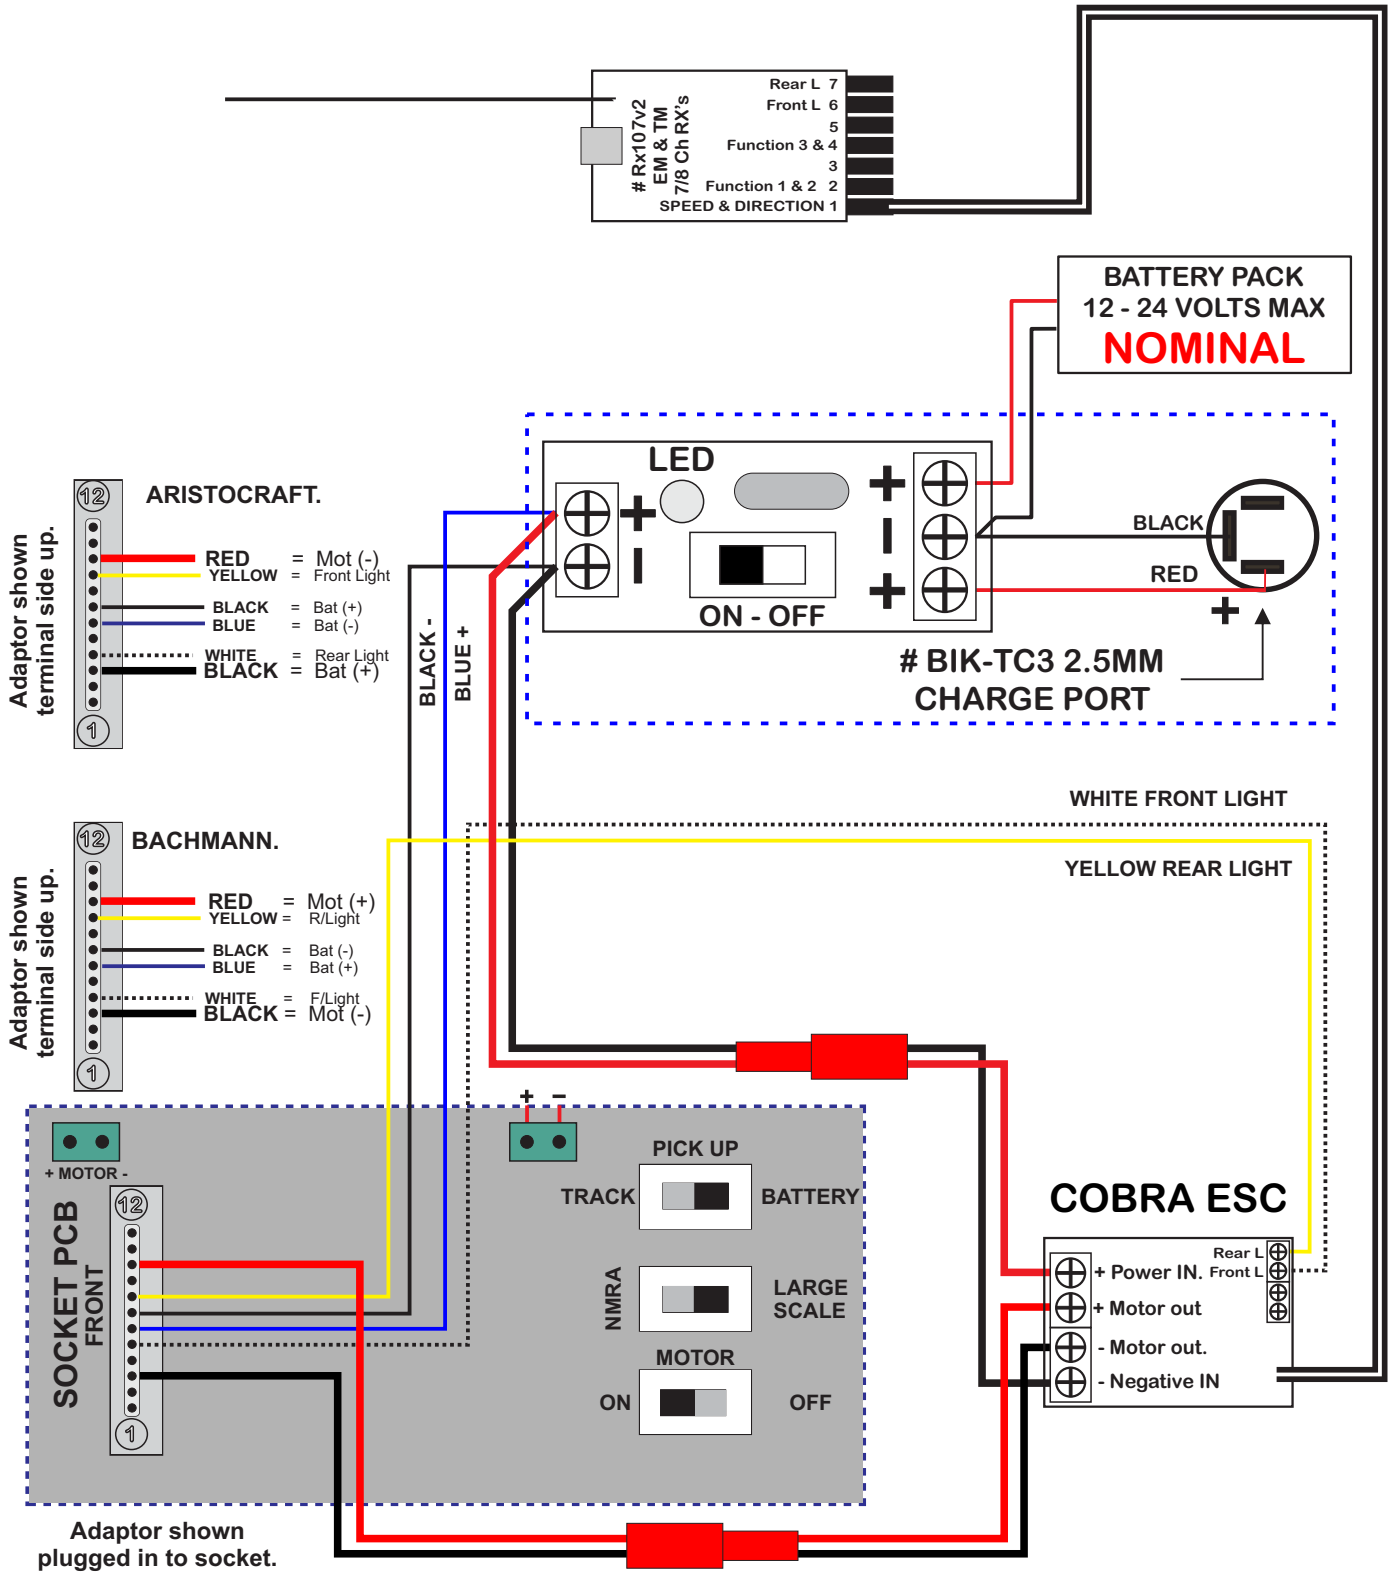 Rear L 7
Front L 6
5
Function 3 & 4
3
Function 1 & 2 2
SPEED & DIRECTION 1
# Rx107v2
EM & TM
7/8 Ch RX's
BATTERY PACK
12 - 24 VOLTS MAX
NOMINAL
LED
+
−
ON - OFF
+
−
+
BLACK
RED
+
# BIK-TC3 2.5MM
CHARGE PORT
BLACK -
BLUE +
Adaptor shown
terminal side up.
12
ARISTOCRAFT.
RED = Mot (-)
YELLOW = Front Light
BLACK = Bat (+)
BLUE = Bat (-)
WHITE = Rear Light
BLACK = Bat (+)
1
WHITE FRONT LIGHT
YELLOW REAR LIGHT
Adaptor shown
terminal side up.
12
BACHMANN.
RED = Mot (+)
YELLOW = R/Light
BLACK = Bat (-)
BLUE = Bat (+)
WHITE = F/Light
BLACK = Mot (-)
1
+ −
+ MOTOR -
SOCKET PCB
FRONT
12
1
PICK UP
TRACK BATTERY
NMRA
LARGE
SCALE
MOTOR
ON OFF
Adaptor shown
plugged in to socket.
COBRA ESC
Rear L
+ Power IN. Front L
+ Motor out
- Motor out.
- Negative IN